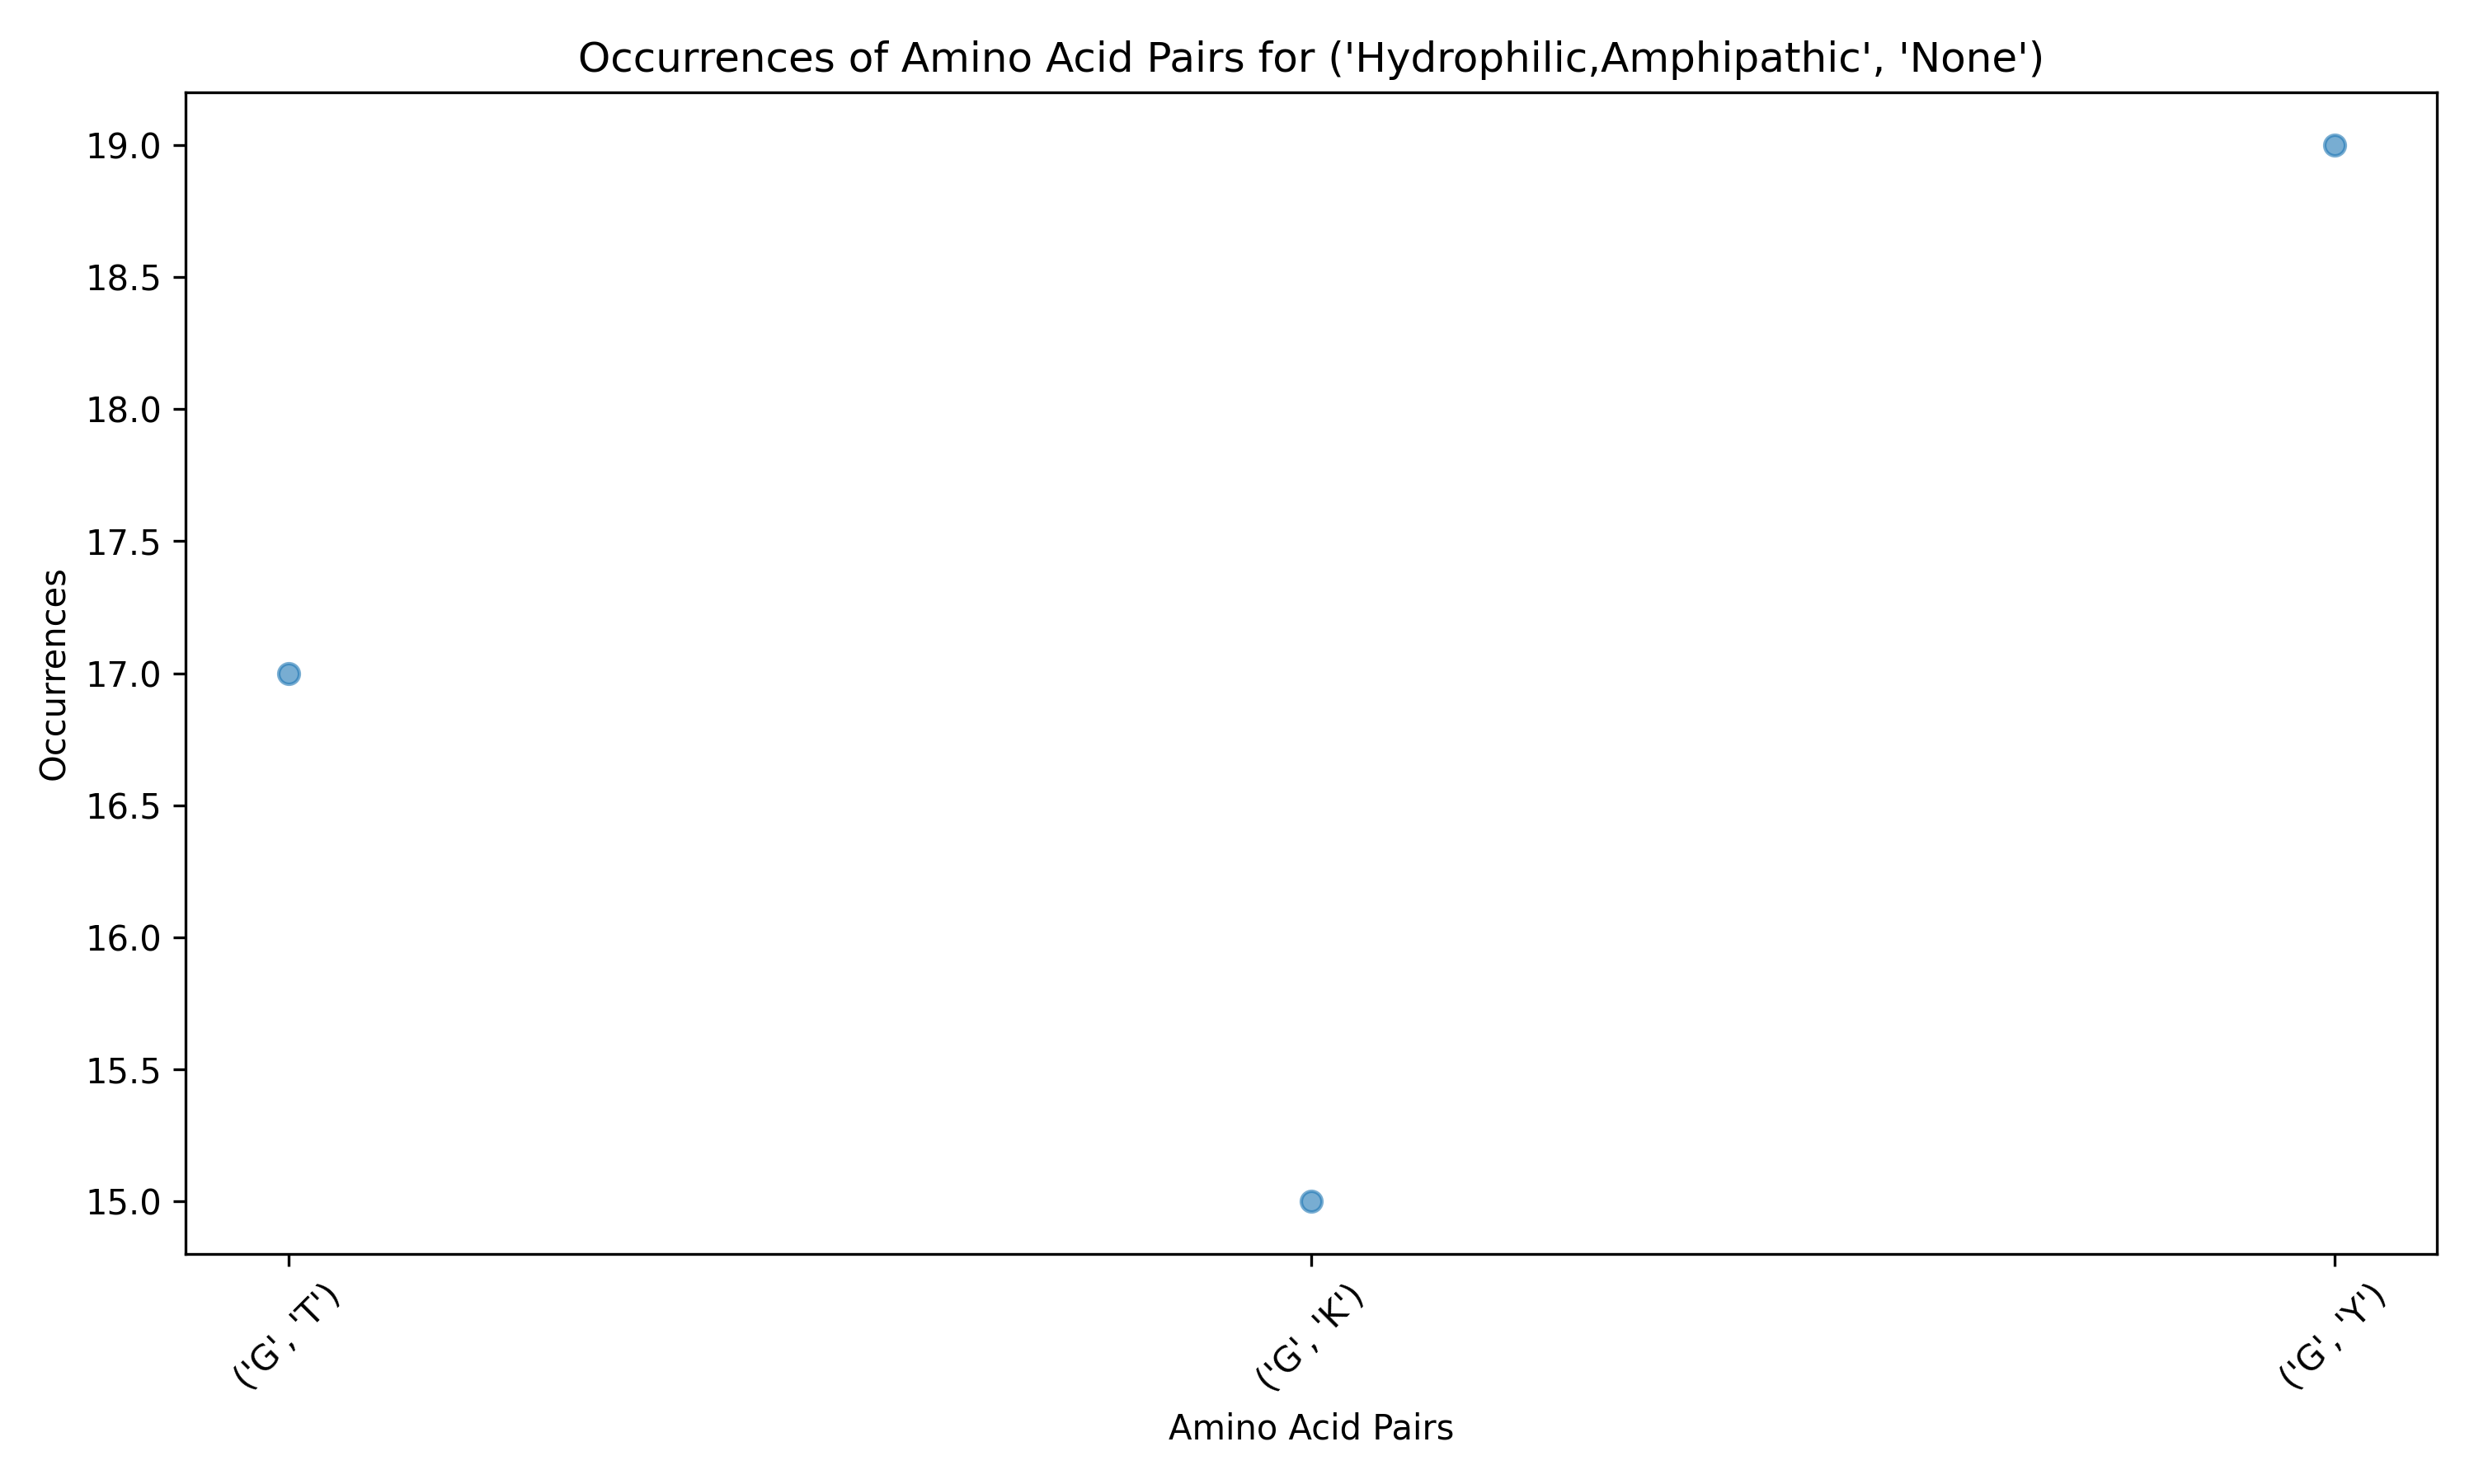 Occurrences of Amino Acid Pairs for ('Hydrophilic,Amphipathic', 'None')
Occurrences
19.0
18.5
18.0
17.5
17.0
16.5
16.0
15.5
15.0
('G', 'T')
('G', 'K')
('G', 'Y')
Amino Acid Pairs